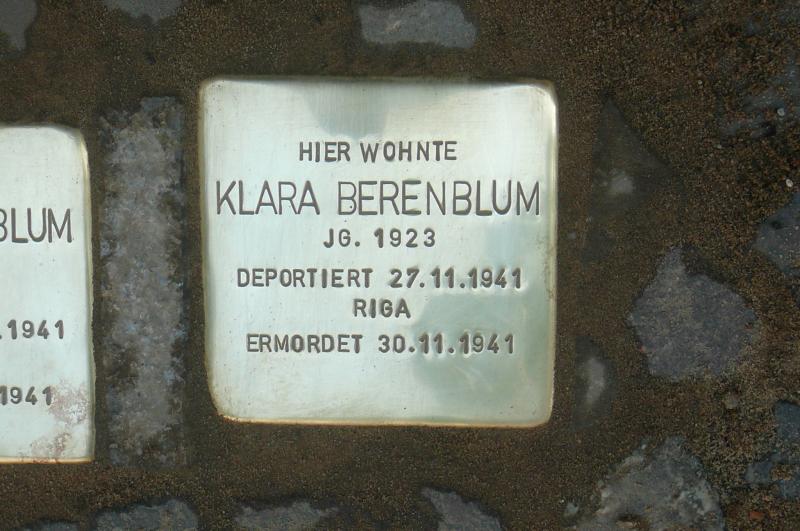 HIER WOHNTE
KLARA BERENBLUM
JG. 1923
DEPORTIERT 27.11.1941
RIGA
ERMORDET 30.11.1941
BLUM
.1941
1941